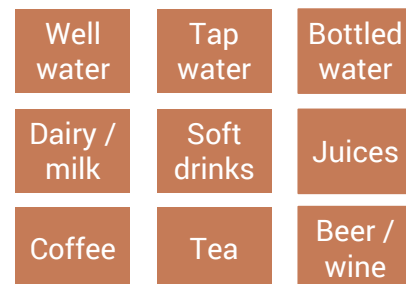 Well
water
Tap
water
Bottled
water
Dairy /
milk
Soft
drinks
Juices
Coffee
Tea
Beer /
wine